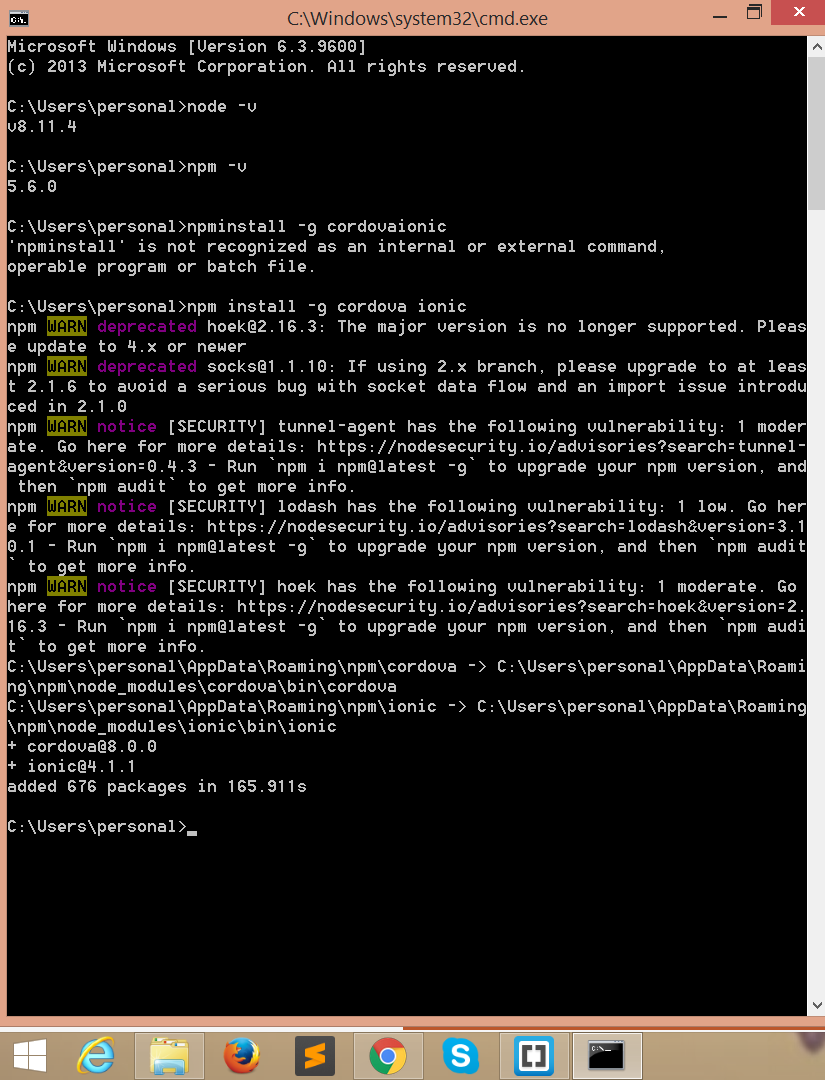 C:\Windows\system32\cmd.exe
Microsoft Windows [Version 6.3.9600]
(c) 2013 Microsoft Corporation. All rights reserved.
C:\Users\personal>node -v
v8.11.4
C:\Users\personal>npm -v
5.6.0
C:\Users\personal>npminstall -g cordovaionic
'npminstall' is not recognized as an internal or external command,
operable program or batch file.
C:\Users\personal>npm install -g cordova ionic
npm WARN deprecated hoek@2.16.3: The major version is no longer supported. Pleas
e update to 4.x or newer
npm WARN deprecated socks@1.1.10: If using 2.x branch, please upgrade to at leas
t 2.1.6 to avoid a serious bug with socket data flow and an import issue introdu
ced in 2.1.0
npm WARN notice [SECURITY] tunnel-agent has the following vulnerability: 1 moder
ate. Go here for more details: https://nodesecurity.io/advisories?search=tunnel-
agent&version=0.4.3 - Run `npm i npm@latest -g` to upgrade your npm version, and
 then `npm audit` to get more info.
npm WARN notice [SECURITY] lodash has the following vulnerability: 1 low. Go her
e for more details: https://nodesecurity.io/advisories?search=lodash&version=3.1
0.1 - Run `npm i npm@latest -g` to upgrade your npm version, and then `npm audit
` to get more info.
npm WARN notice [SECURITY] hoek has the following vulnerability: 1 moderate. Go
here for more details: https://nodesecurity.io/advisories?search=hoek&version=2.
16.3 - Run `npm i npm@latest -g` to upgrade your npm version, and then `npm audi
t` to get more info.
C:\Users\personal\AppData\Roaming\npm\cordova -> C:\Users\personal\AppData\Roami
ng\npm\node_modules\cordova\bin\cordova
C:\Users\personal\AppData\Roaming\npm\ionic -> C:\Users\personal\AppData\Roaming
\npm\node_modules\ionic\bin\ionic
+ cordova@8.0.0
+ ionic@4.1.1
added 676 packages in 165.911s
C:\Users\personal>_